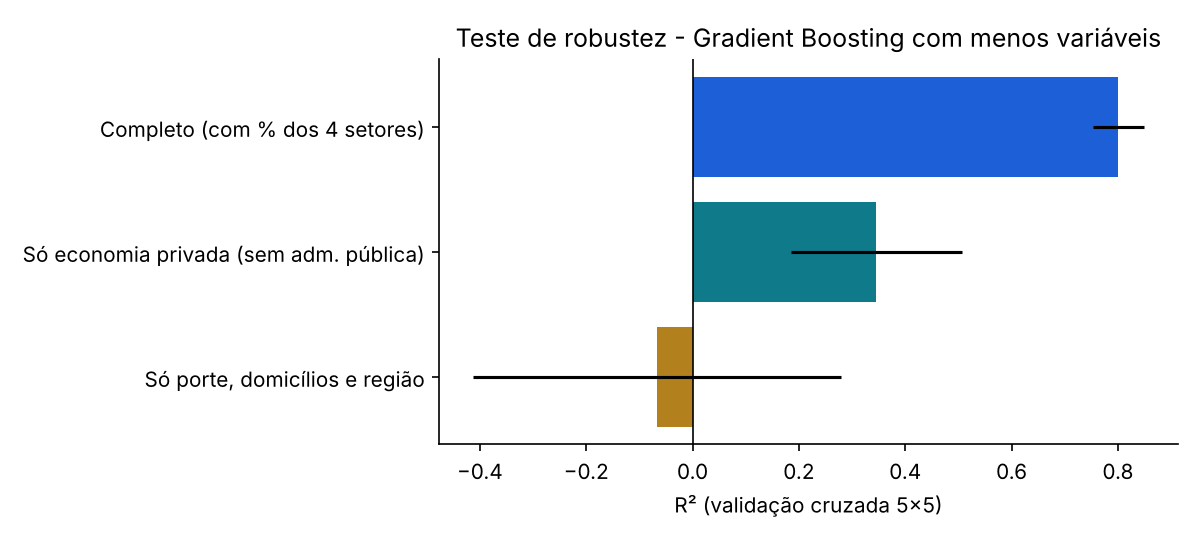 Teste de robustez - Gradient Boosting com menos variáveis
Completo (com % dos 4 setores)
Só economia privada (sem adm. pública)
Só porte, domicílios e região
−0.4 −0.2 0.0 0.2 0.4 0.6 0.8
R² (validação cruzada 5×5)